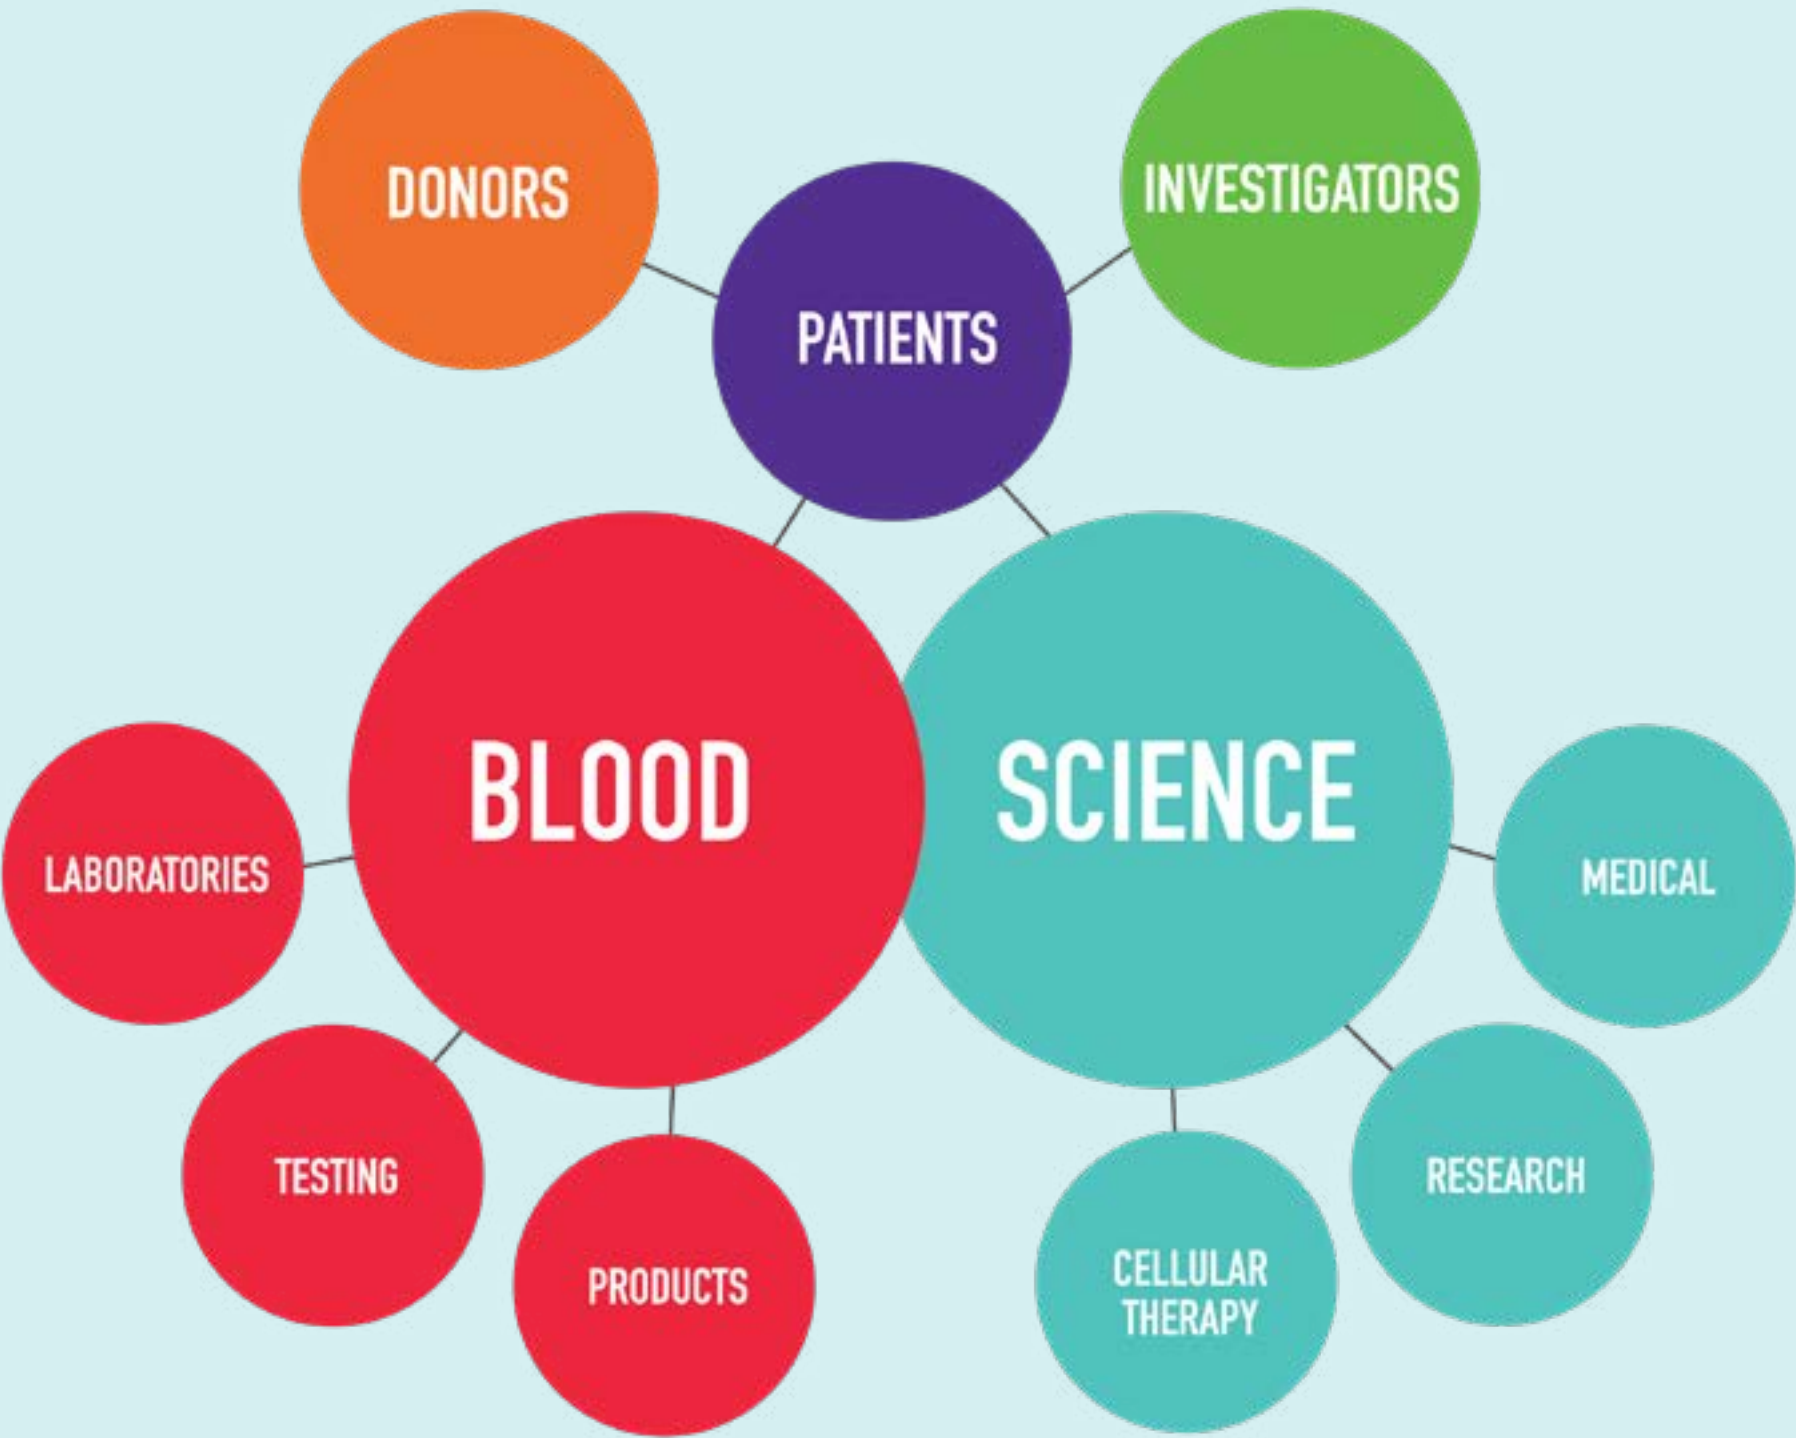 DONORS
INVESTIGATORS
PATIENTS
BLOOD
SCIENCE
LABORATORIES
MEDICAL
TESTING
RESEARCH
PRODUCTS
CELLULAR
THERAPY